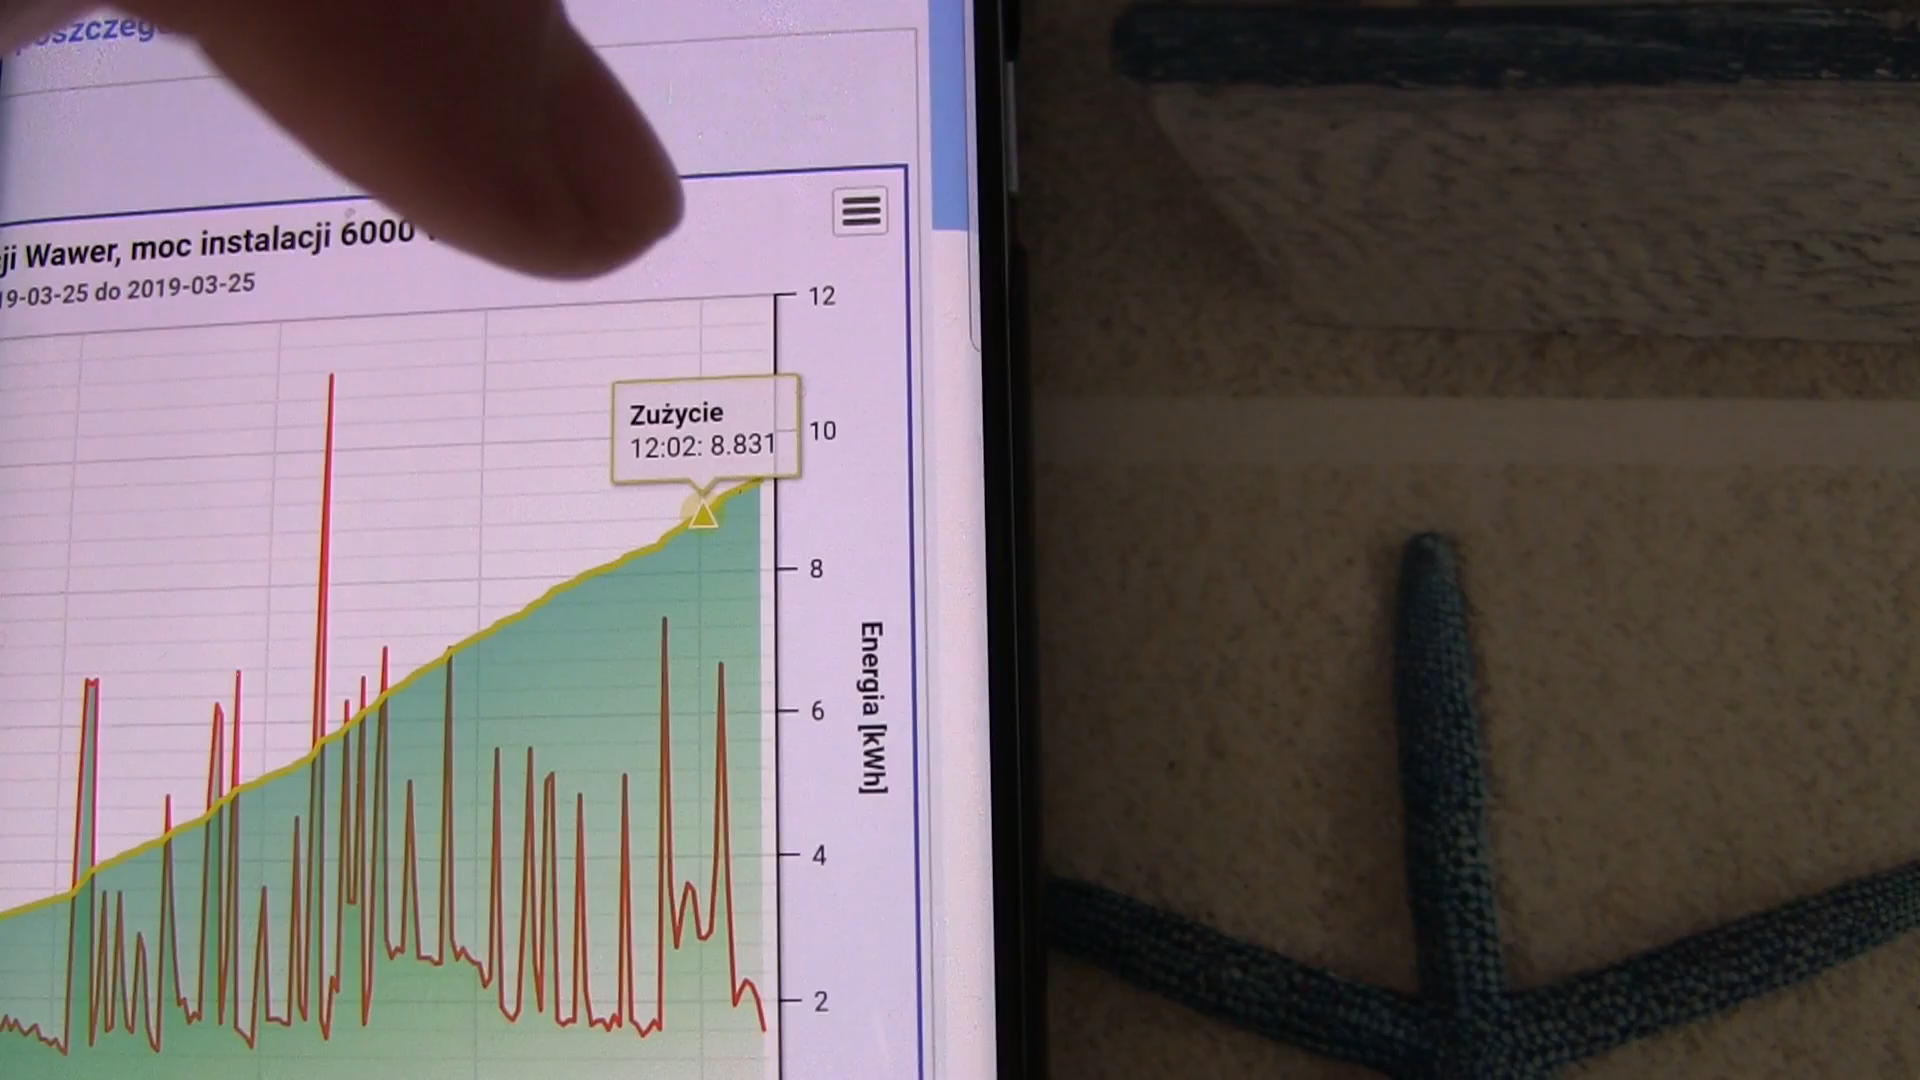 ji Wawer, moc instalacji 6000
19-03-25 do 2019-03-25
12
Zużycie
12:02: 8.831
10
8
6
4
2
Energia [kWh]